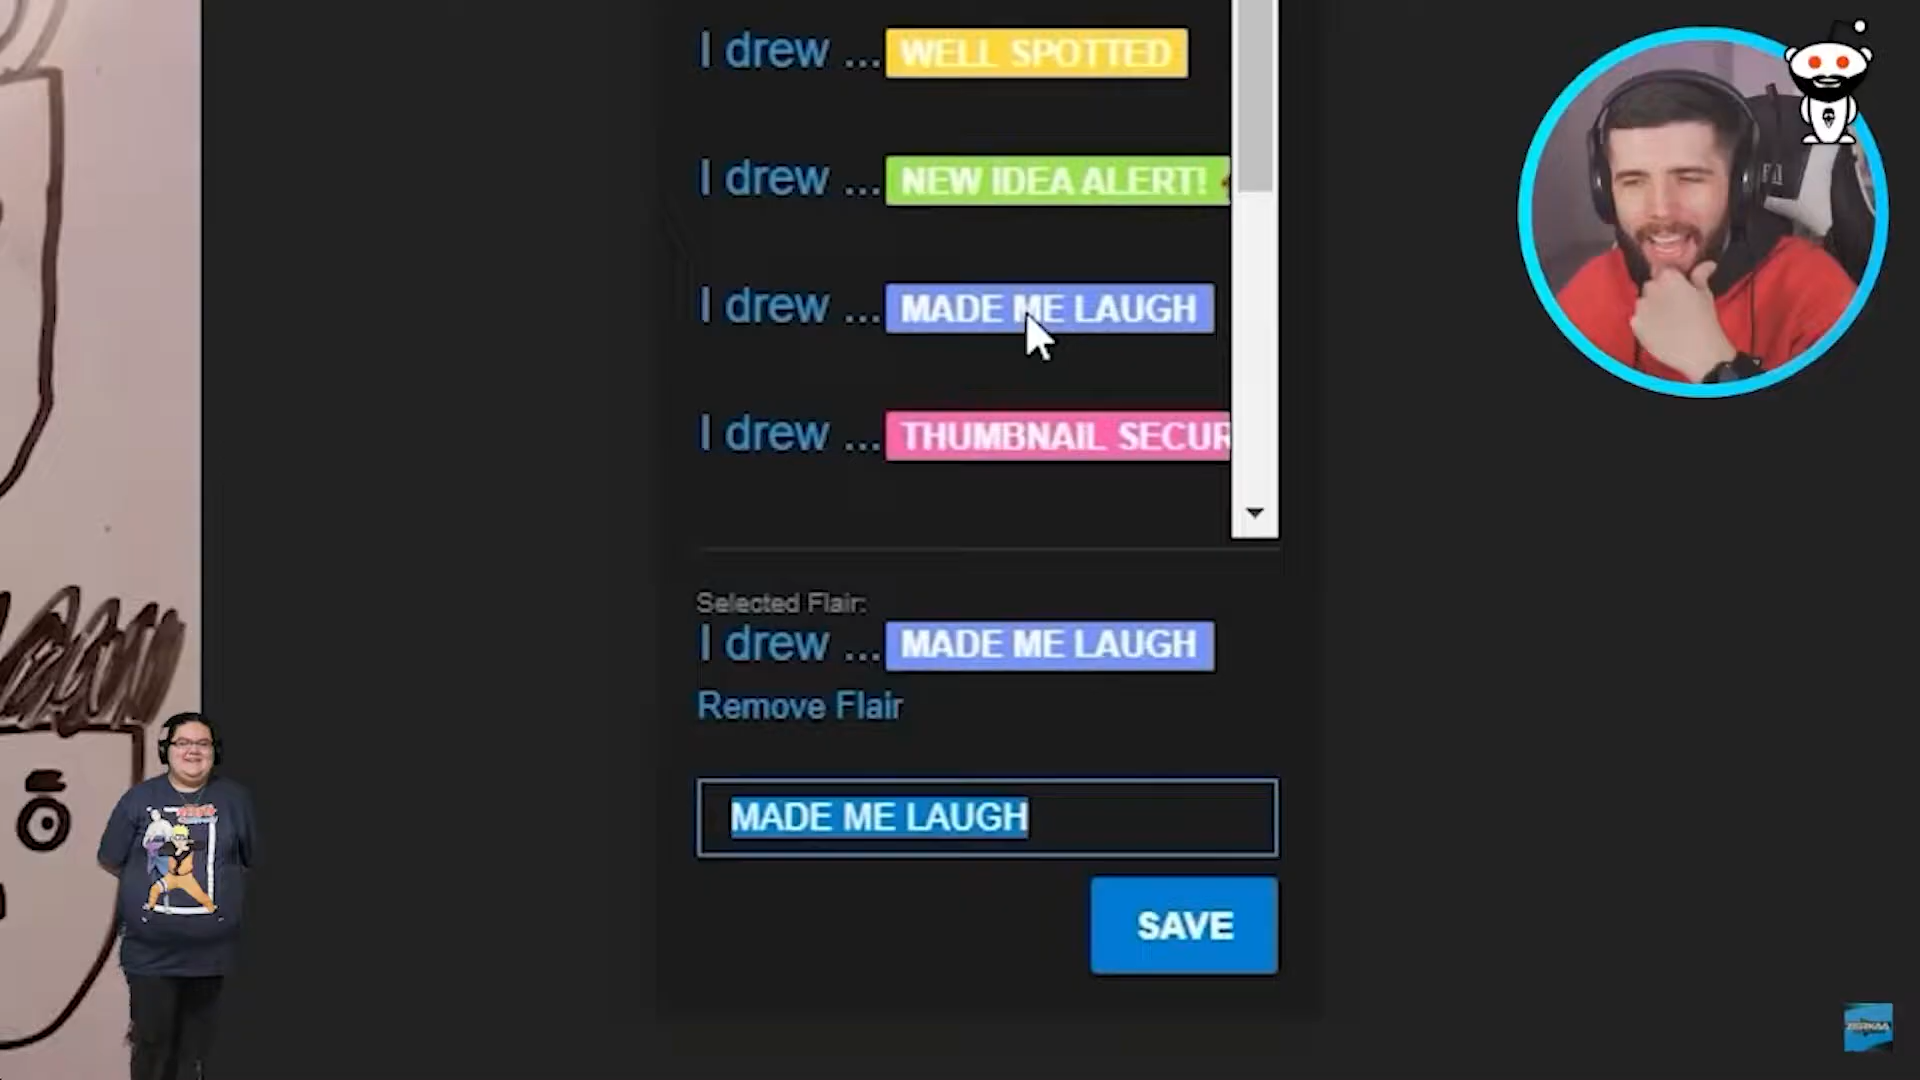 I drew ... WELL SPOTTED
I drew ... NEW IDEA ALERT!
I drew ... MADE ME LAUGH
I drew ... THUMBNAIL SECUR
Selected Flair:
I drew ... MADE ME LAUGH
Remove Flair
MADE ME LAUGH
SAVE
ZERKAA